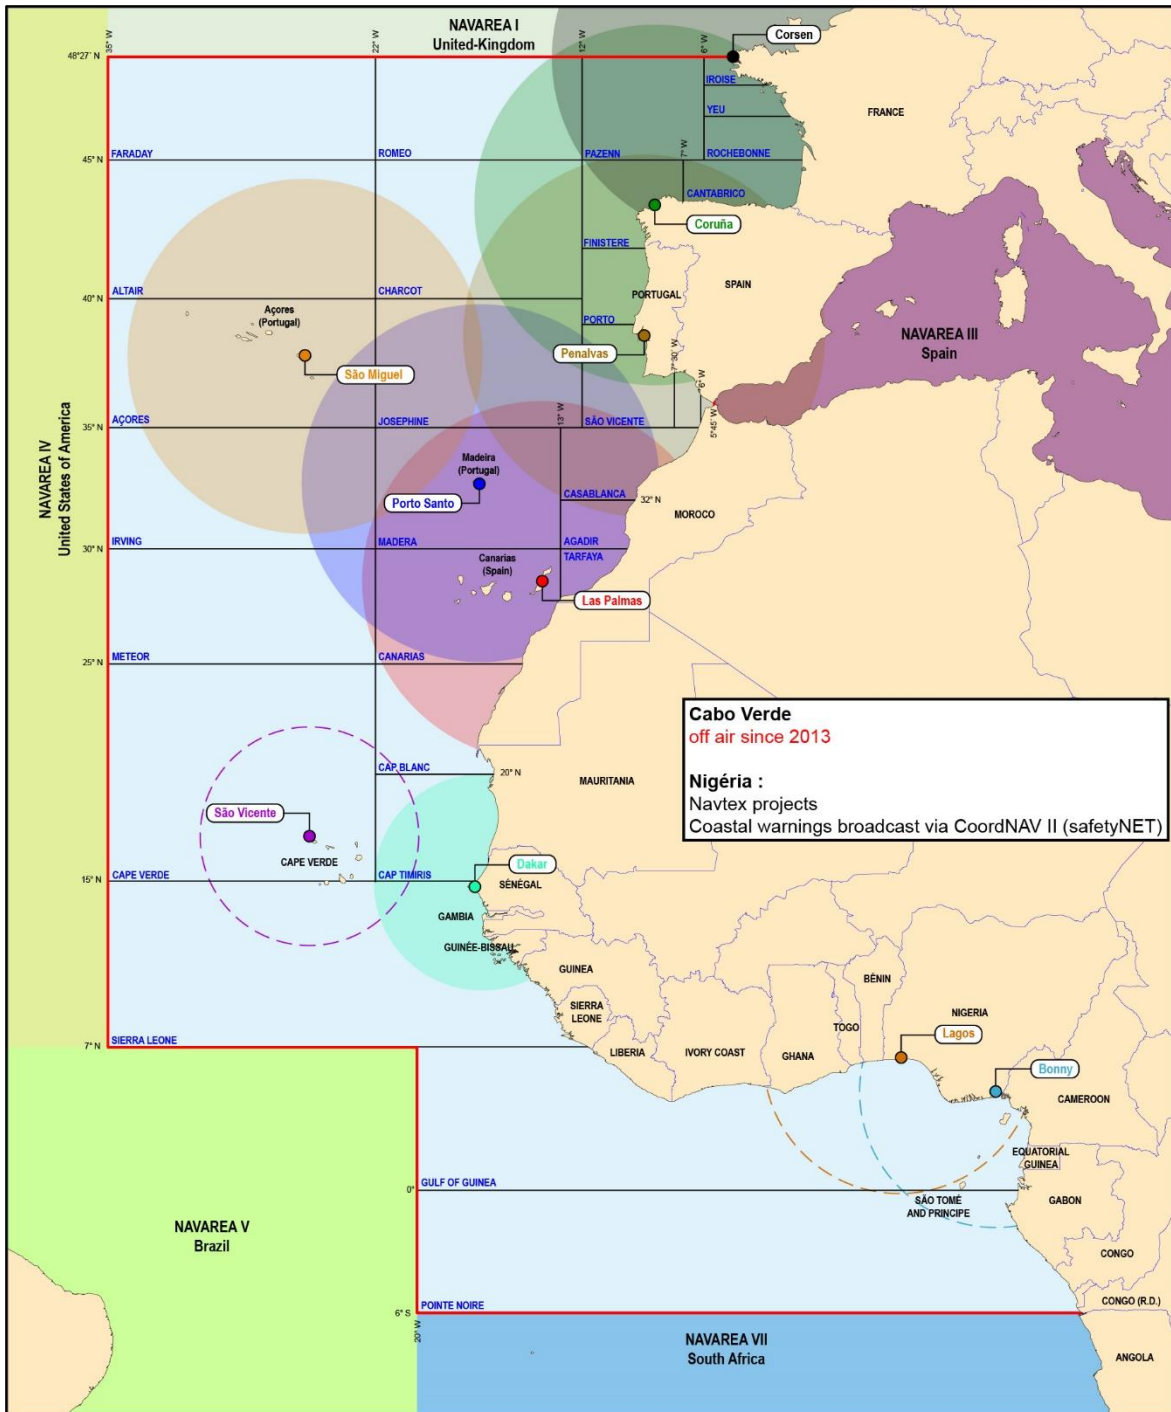 NAVAREA I
United-Kingdom
35° W
22° W
12° W
6° W
Corsen
48°27' N
IROISE
YEU
FRANCE
45° N
FARADAY
ROMEO
PAZENN
7° W
ROCHEBONNE
CANTABRICO
Coruña
FINISTERE
40° N
ALTAIR
CHARCOT
PORTUGAL
SPAIN
Açores
(Portugal)
PORTO
NAVAREA III
Spain
Penalvas
São Miguel
7°30' W
6° W
5°45' W
35° N
AÇORES
JOSEPHINE
13° W
SÃO VICENTE
NAVAREA IV
United States of America
Madeira
(Portugal)
Porto Santo
CASABLANCA
32° N
MOROCO
30° N
IRVING
MADERA
AGADIR
TARFAYA
Canarias
(Spain)
Las Palmas
25° N
METEOR
CANARIAS
Cabo Verde
off air since 2013
Nigéria :
Navtex projects
Coastal warnings broadcast via CoordNAV II (safetyNET)
CAP BLANC
20° N
MAURITANIA
São Vicente
CAPE VERDE
Dakar
15° N
CAPE VERDE
CAP TIMIRIS
SÉNÉGAL
GAMBIA
GUINÉE-BISSAU
GUINEA
BÉNIN
NIGERIA
SIERRA
LEONE
TOGO
Lagos
7° N
SIERRA LEONE
LIBERIA
IVORY COAST
GHANA
Bonny
CAMEROON
EQUATORIAL
GUINEA
0°
GULF OF GUINEA
SÃO TOMÉ
AND PRINCIPE
GABON
NAVAREA V
Brazil
CONGO
6° S
POINTE NOIRE
CONGO (R.D.)
20° W
NAVAREA VII
South Africa
ANGOLA